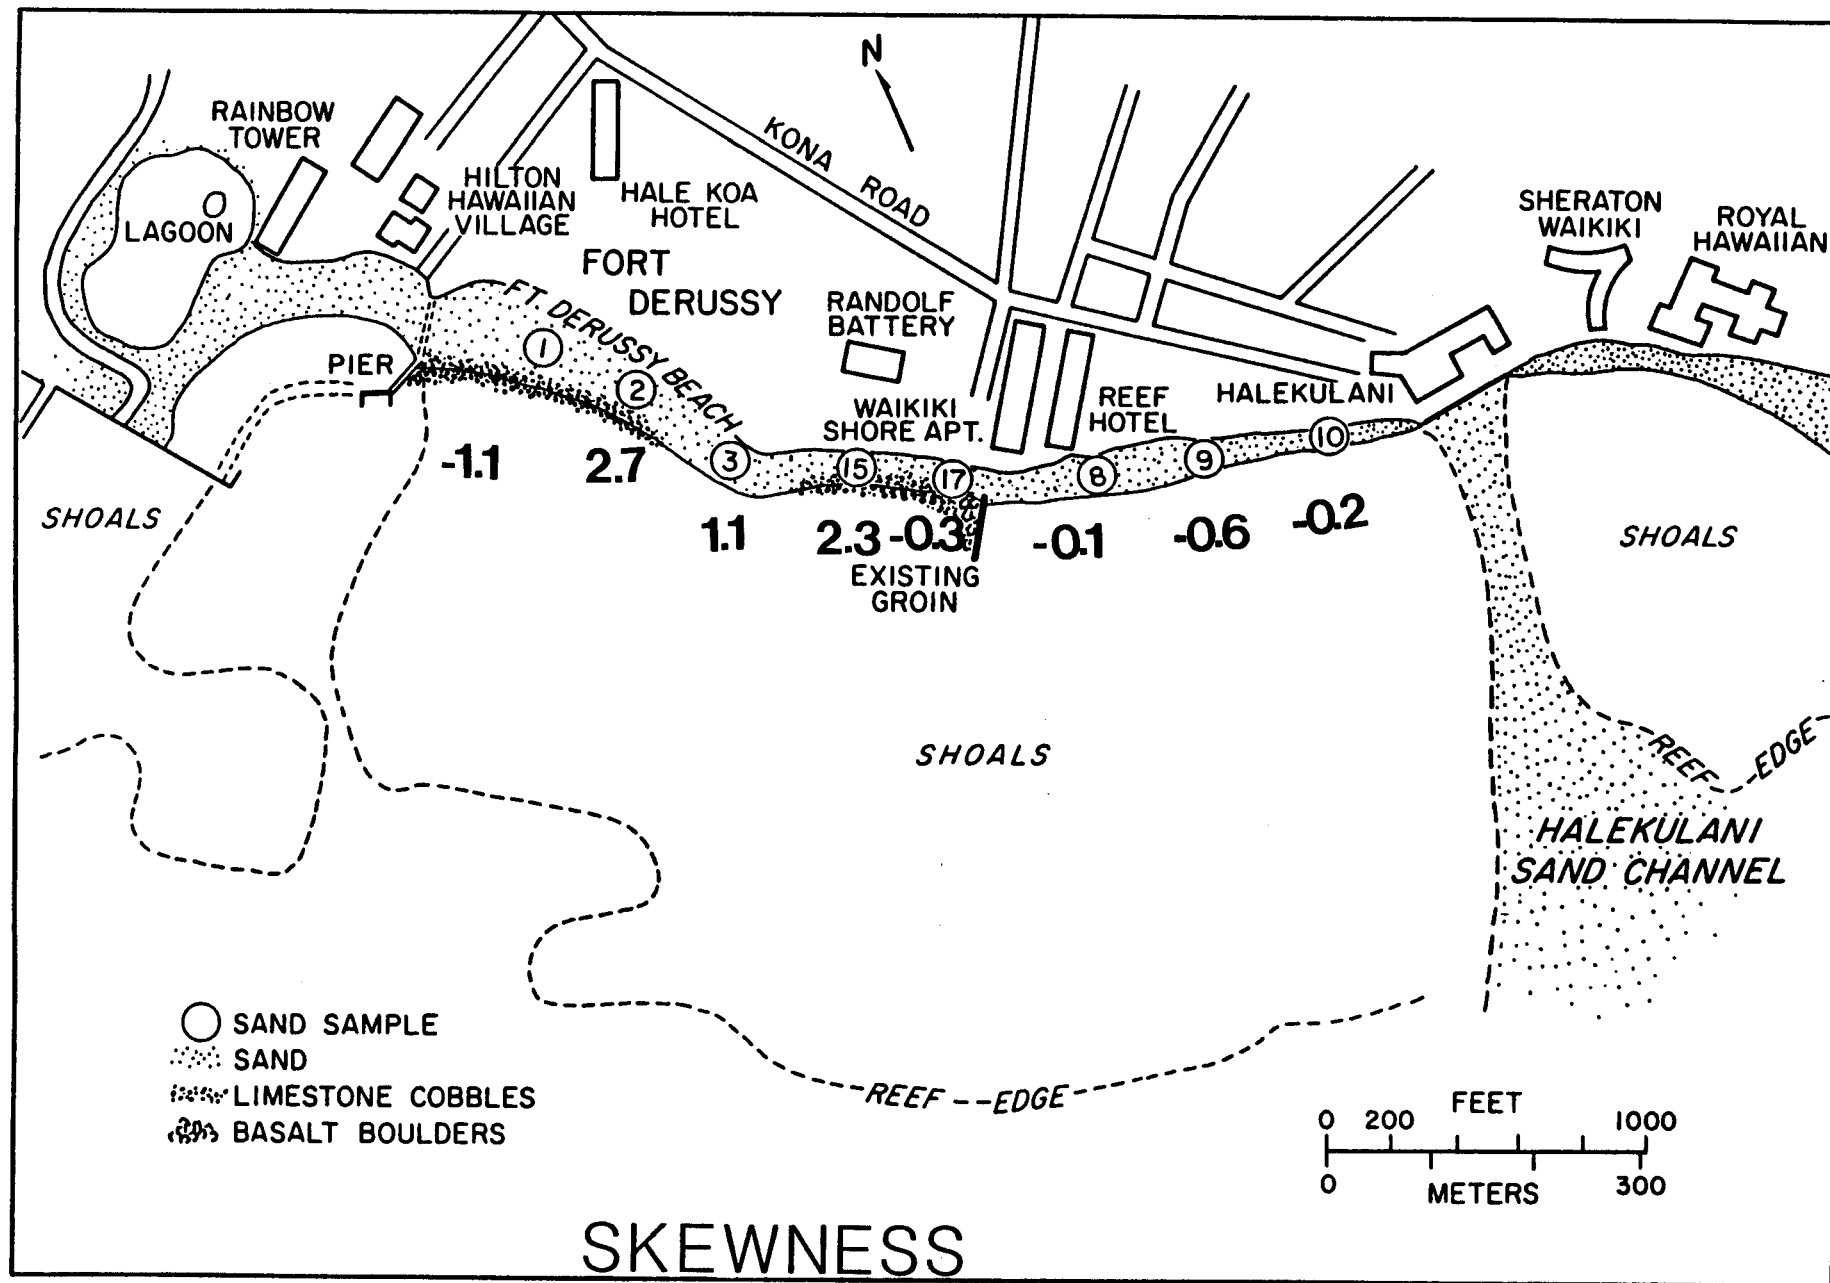 N
RAINBOW
TOWER
LAGOON
HILTON
HAWAIIAN
VILLAGE
HALE KOA
HOTEL
KONA ROAD
FORT
DERUSSY
FT. DERUSSY BEACH
RANDOLF
BATTERY
WAIKIKI
SHORE APT.
REEF
HOTEL
HALEKULANI
SHERATON
WAIKIKI
ROYAL
HAWAIIAN
PIER
1
2
3
15
17
8
9
10
-1.1
2.7
1.1
2.3
-0.3
-0.1
-0.6
-0.2
EXISTING
GROIN
SHOALS
SHOALS
SHOALS
REEF
EDGE
HALEKULANI
SAND CHANNEL
REEF -- EDGE
SAND SAMPLE
SAND
LIMESTONE COBBLES
BASALT BOULDERS
FEET
0 200 1000
0 METERS 300
SKEWNESS